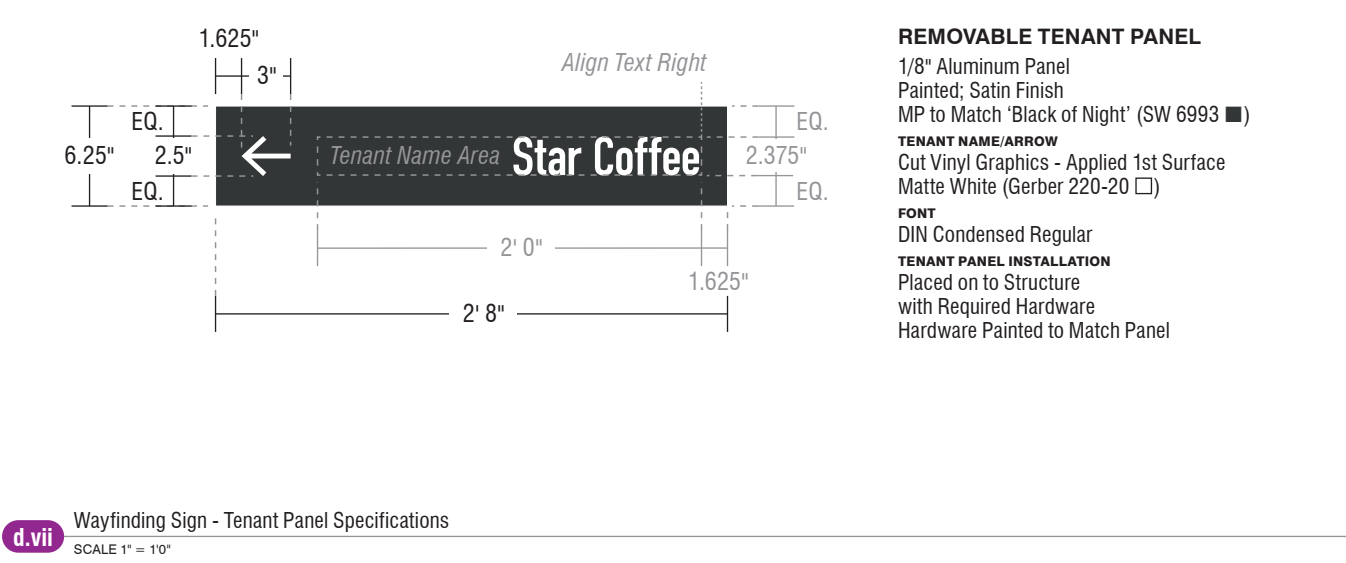 1.625"
3"
Align Text Right
EQ.
EQ.
6.25"
2.5"
Tenant Name Area
Star Coffee
2.375"
EQ.
EQ.
2' 0"
1.625"
2' 8"
REMOVABLE TENANT PANEL
1/8" Aluminum Panel
Painted; Satin Finish
MP to Match ‘Black of Night’ (SW 6993 ■)
TENANT NAME/ARROW
Cut Vinyl Graphics - Applied 1st Surface
Matte White (Gerber 220-20 □)
FONT
DIN Condensed Regular
TENANT PANEL INSTALLATION
Placed on to Structure
with Required Hardware
Hardware Painted to Match Panel
d.vii
Wayfinding Sign - Tenant Panel Specifications
SCALE 1" = 1'0"